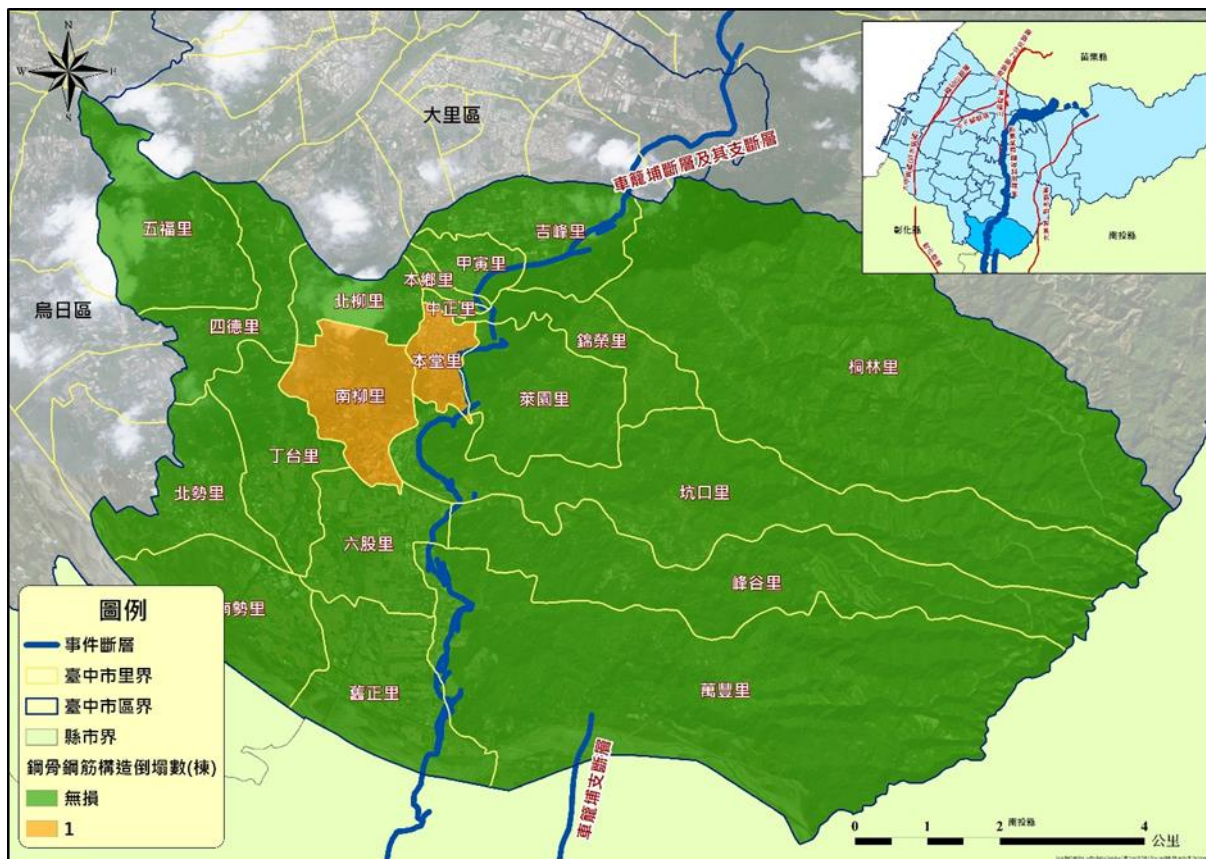 N
W
E
S
大里區
車籠埔斷層及其支斷層
苗栗縣
彰化縣
南投縣
烏日區
五福里
吉峰里
甲寅里
本鄉里
北柳里
中正里
四德里
錦榮里
本堂里
桐林里
南柳里
萊園里
丁台里
北勢里
坑口里
六股里
峰谷里
南勢里
舊正里
萬豐里
車籠埔支斷層
圖例
事件斷層
臺中市里界
臺中市區界
縣市界
鋼骨鋼筋構造倒塌數(棟)
無損
1
南投縣
0 1 2 4
公里